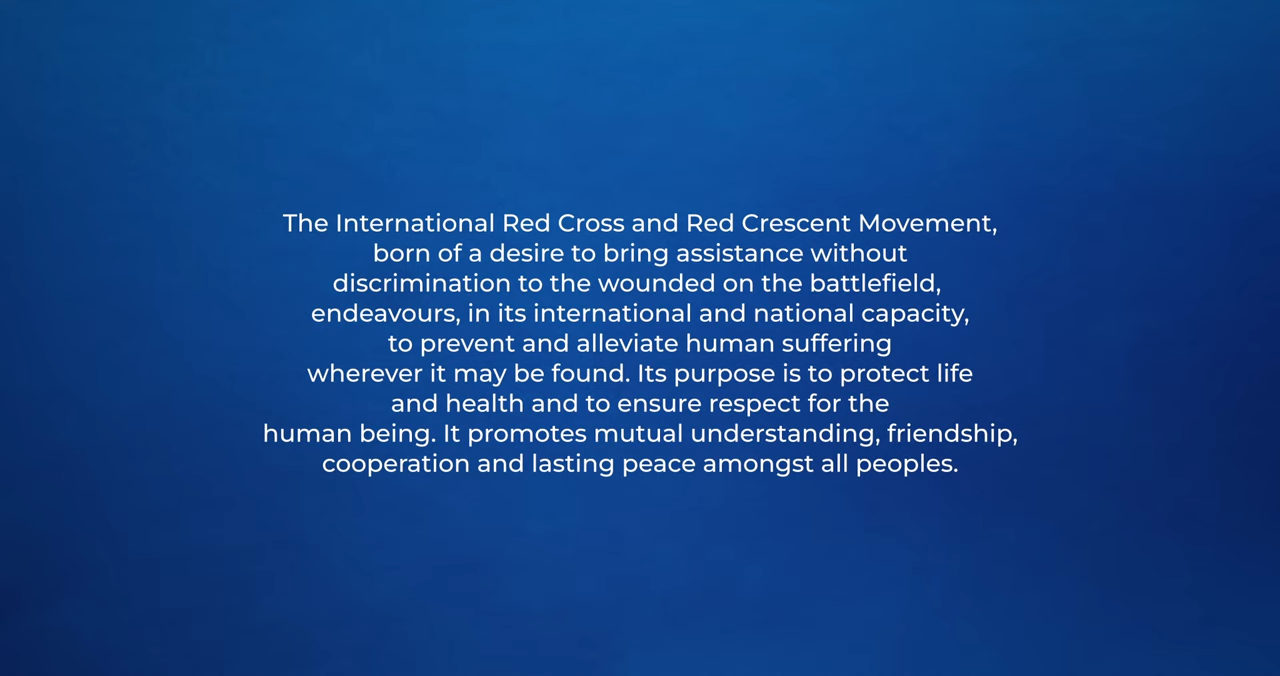 The International Red Cross and Red Crescent Movement,
born of a desire to bring assistance without
discrimination to the wounded on the battlefield,
endeavours, in its international and national capacity,
to prevent and alleviate human suffering
wherever it may be found. Its purpose is to protect life
and health and to ensure respect for the
human being. It promotes mutual understanding, friendship,
cooperation and lasting peace amongst all peoples.